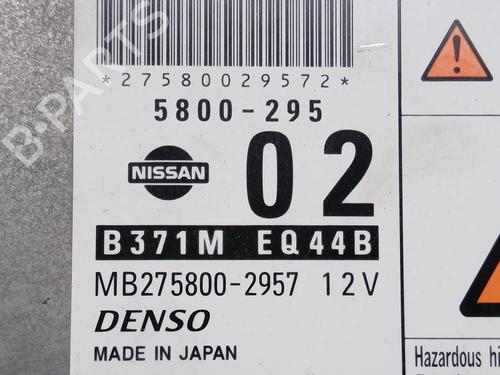 *27580029572*
5800-295
NISSAN
02
B371M EQ44B
MB275800-2957 12V
DENSO
MADE IN JAPAN
Hazardous hi
B-PARTS